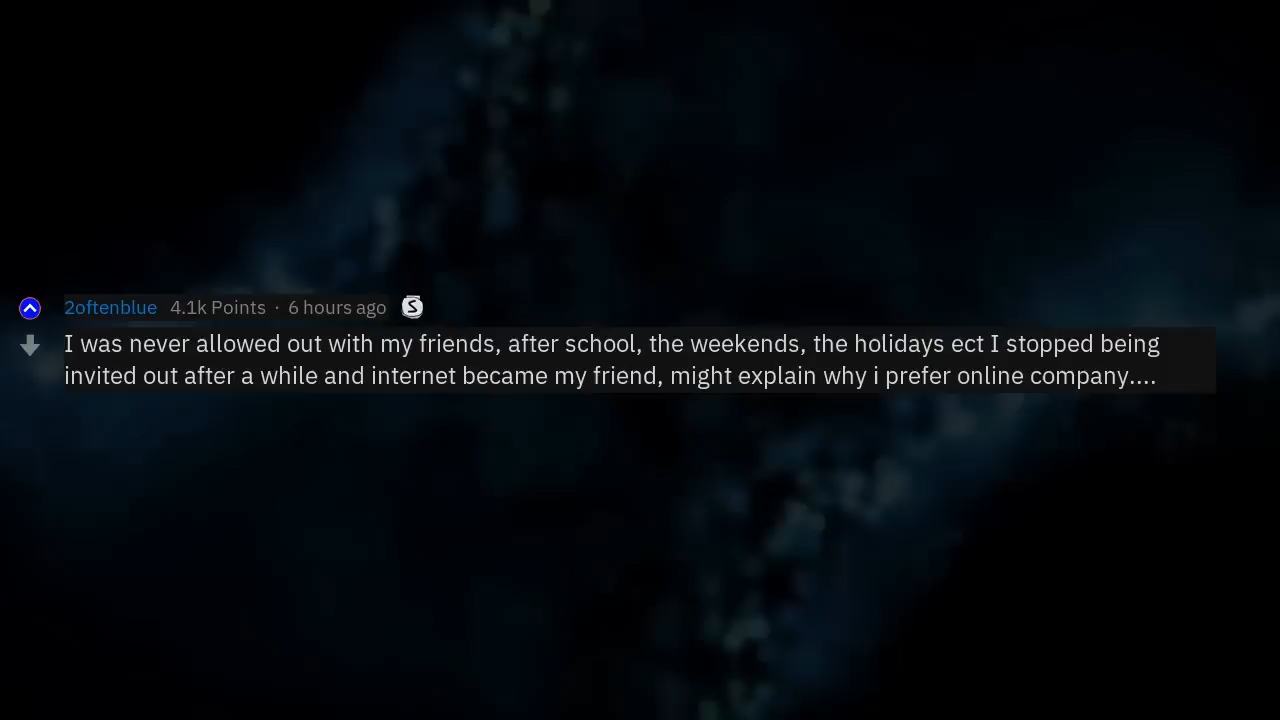 2oftenblue 4.1k Points · 6 hours ago S
I was never allowed out with my friends, after school, the weekends, the holidays ect I stopped being
invited out after a while and internet became my friend, might explain why i prefer online company....